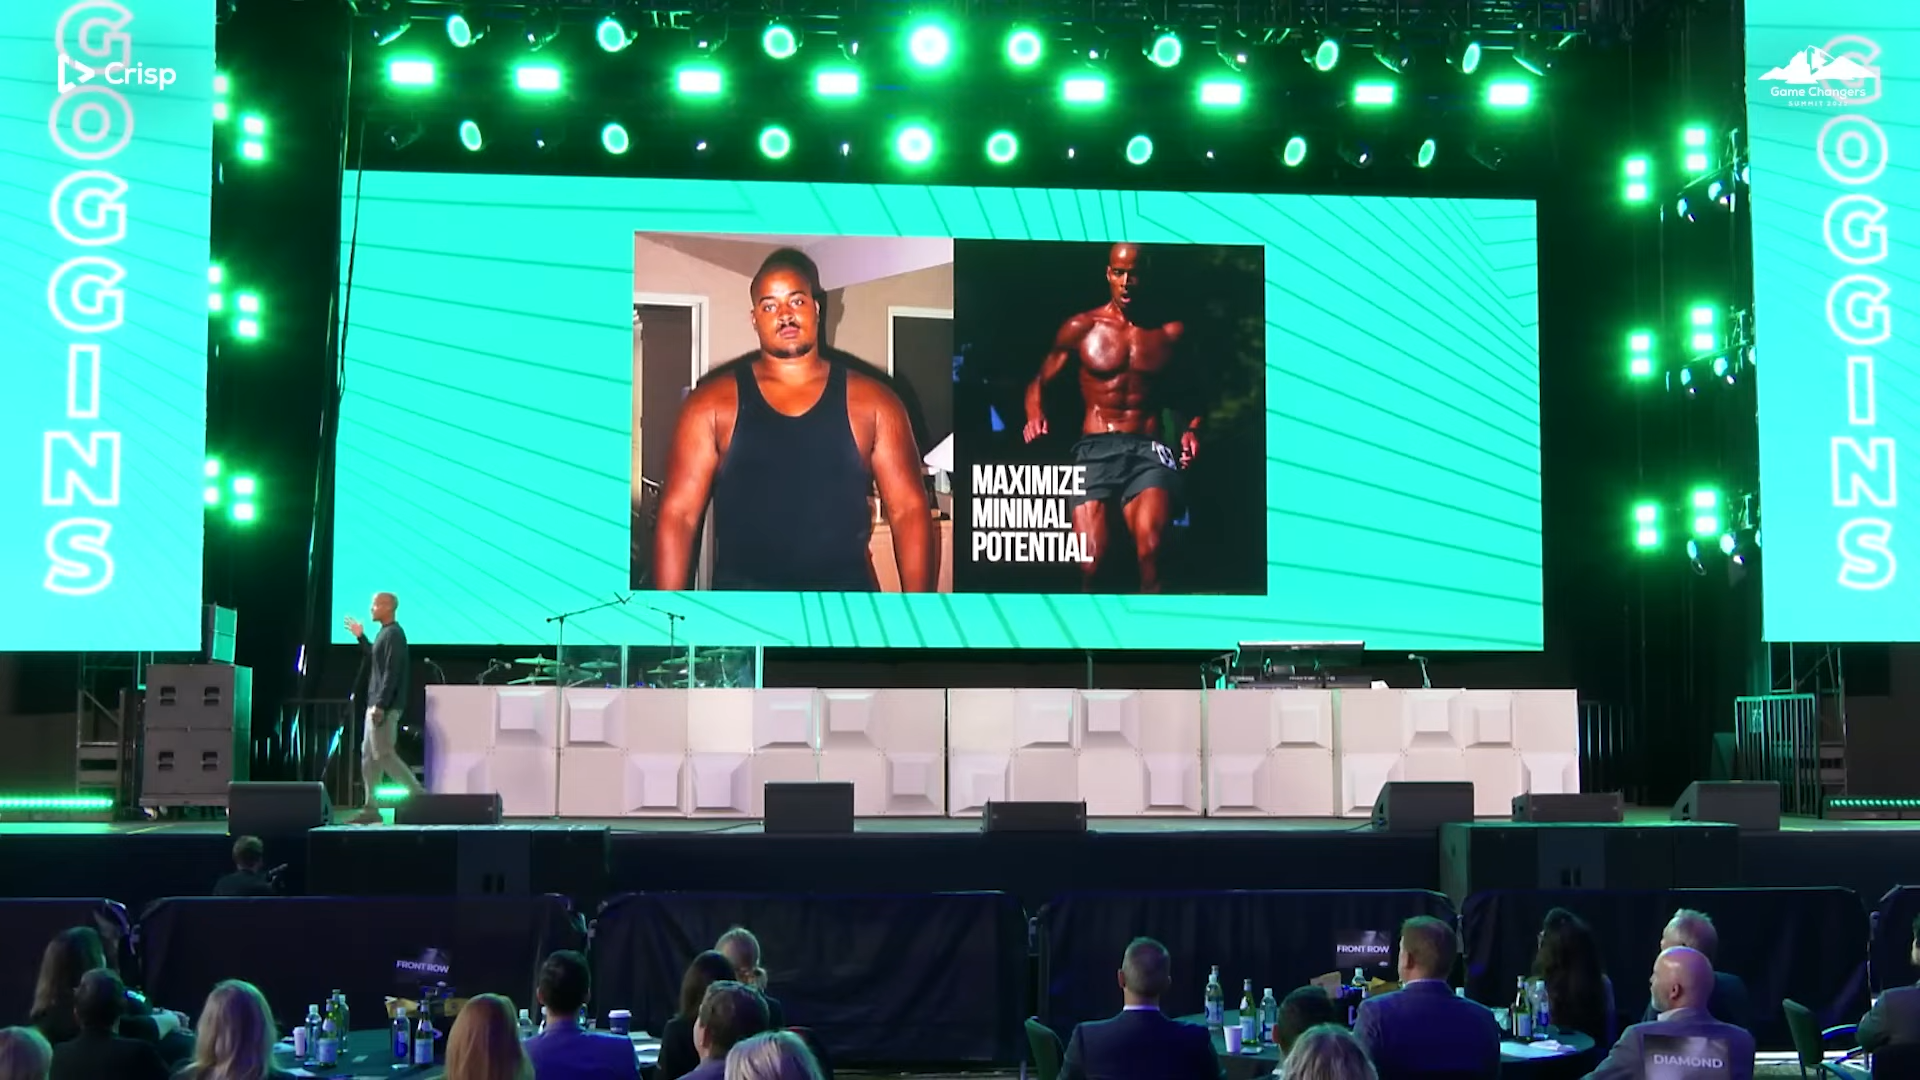 GOGGINS
Crisp
MAXIMIZE
MINIMAL
POTENTIAL
GOGGINS
Game Changers
FRONT ROW
FRONT ROW
DIAMOND